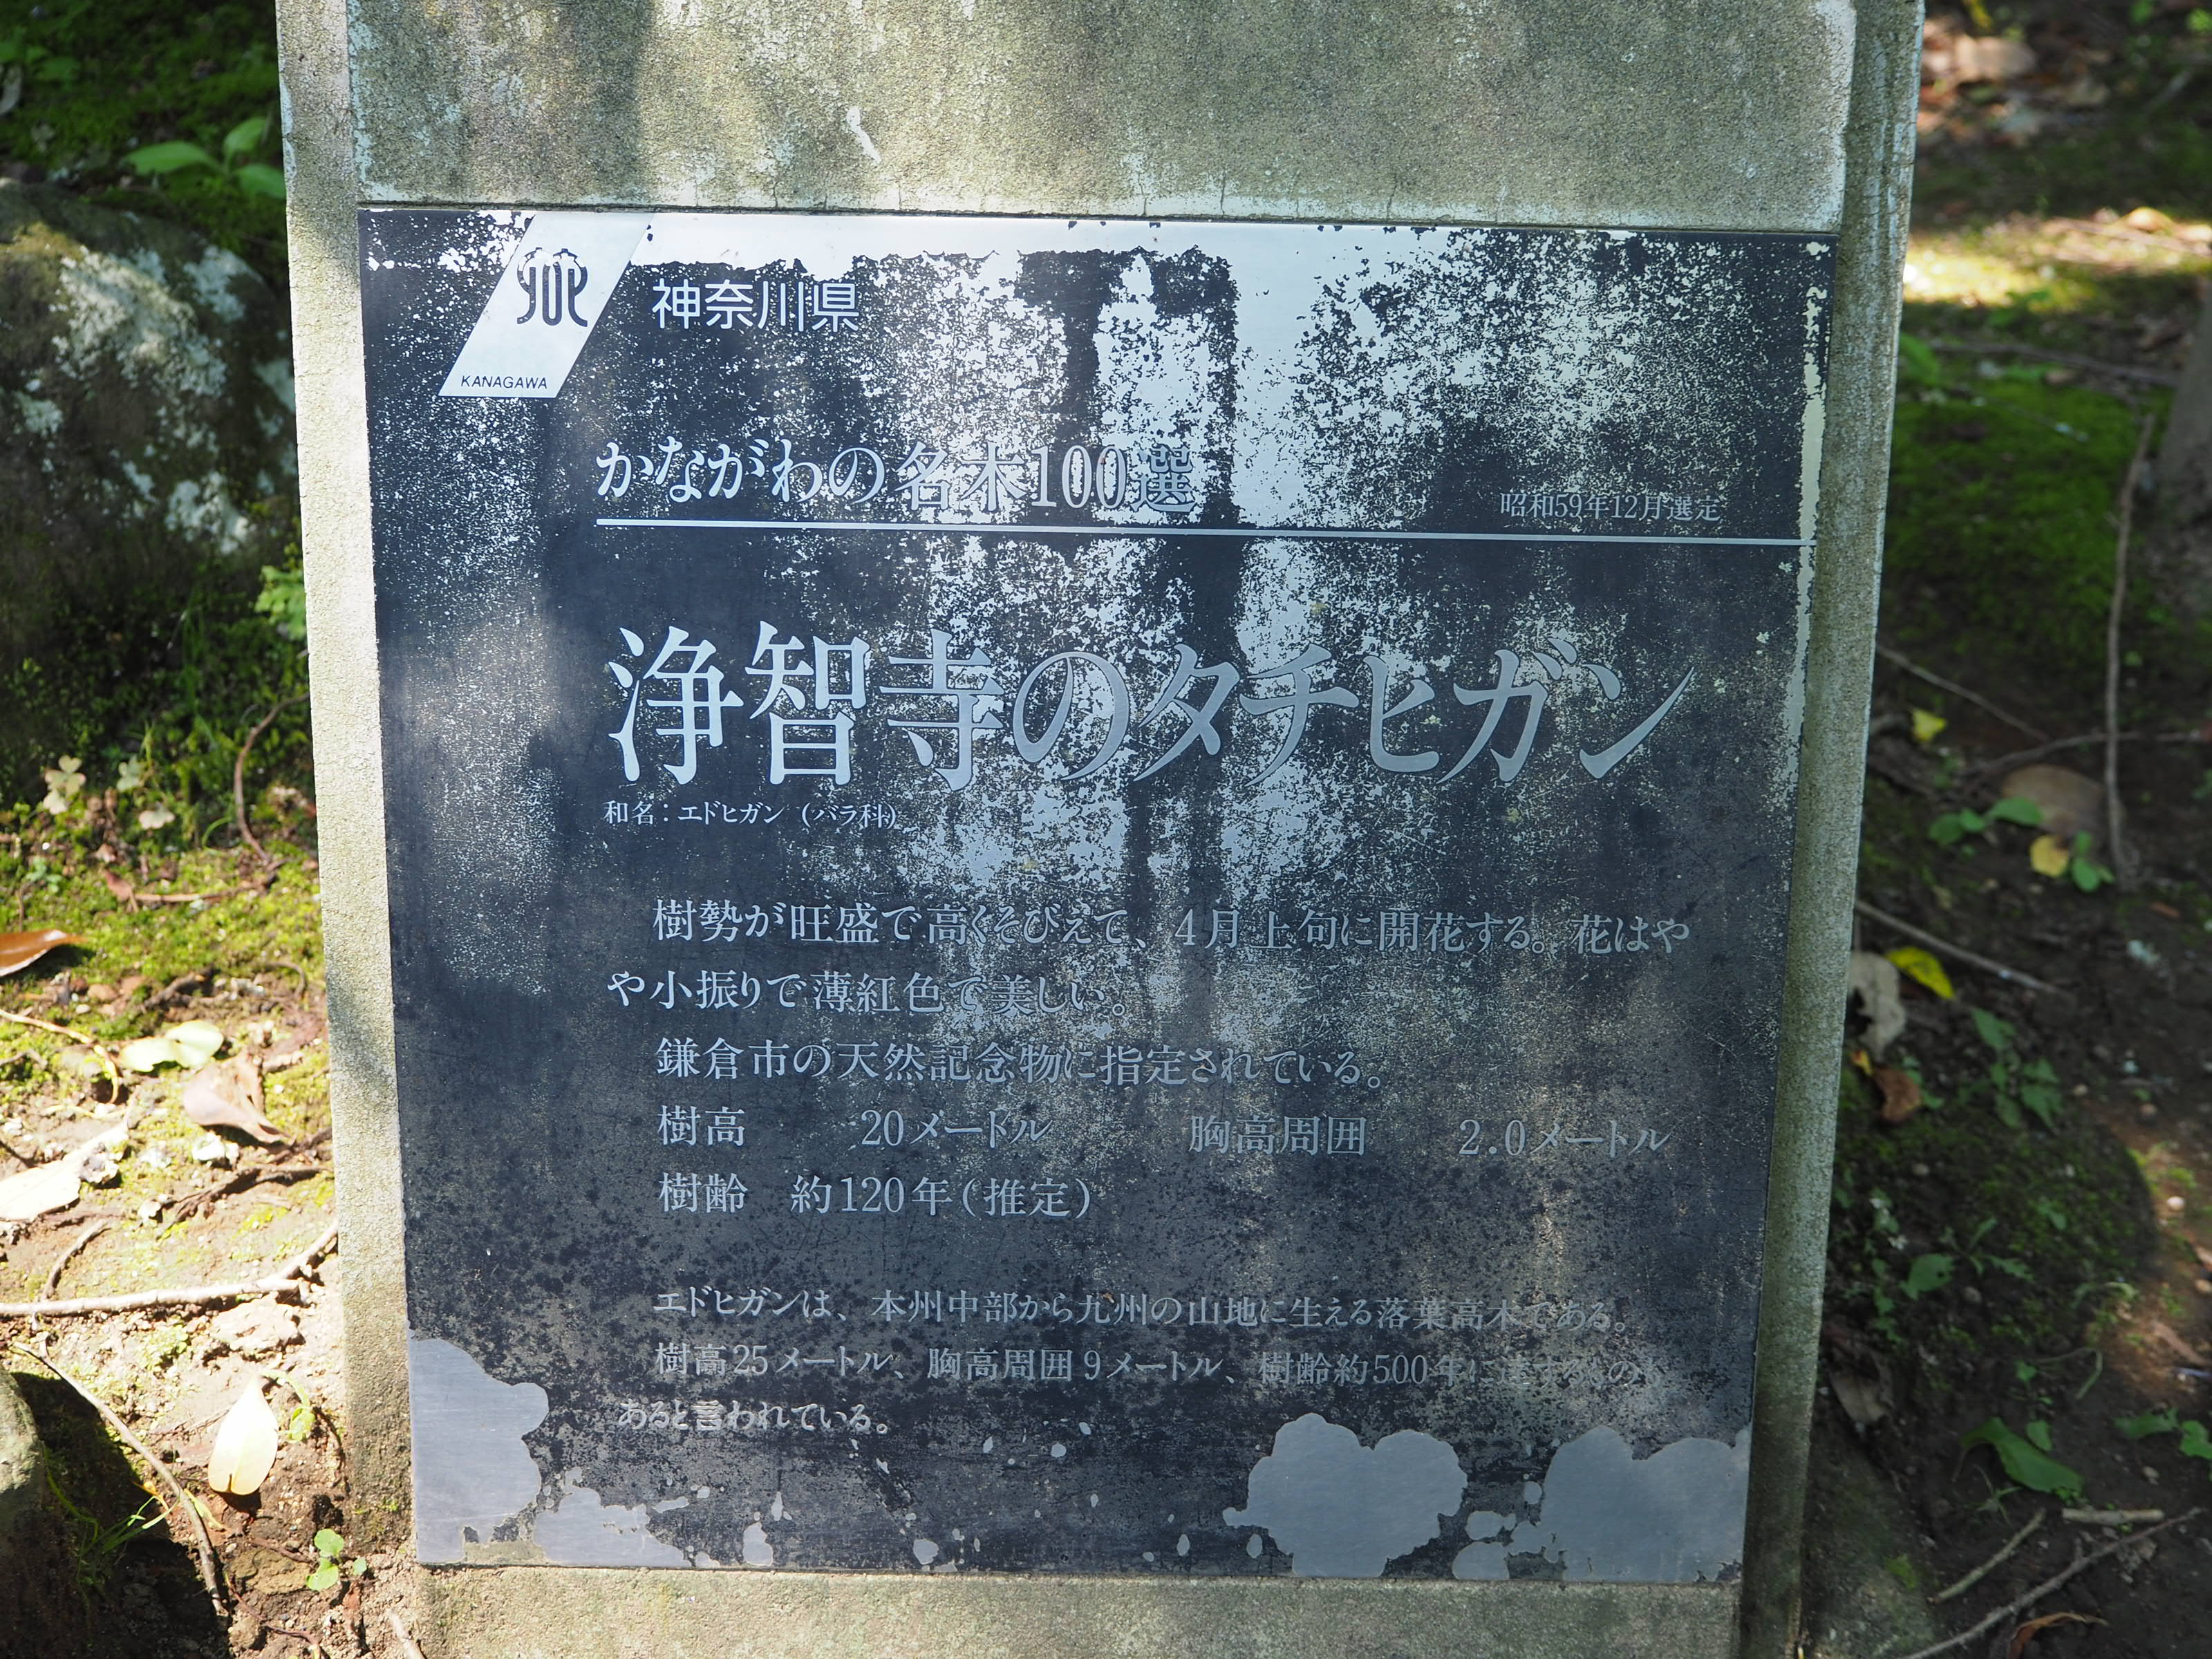 神奈川県
KANAGAWA
かながわの名木100選
昭和59年12月選定
浄智寺のタチヒガン
和名：エドヒガン（バラ科）
樹勢が旺盛で高くそびえて、4月上旬に開花する。花はや
や小振りで薄紅色で美しい。
鎌倉市の天然記念物に指定されている。
樹高 20メートル 胸高周囲 2.0メートル
樹齢 約120年(推定)
エドヒガンは、本州中部から九州の山地に生える落葉高木である。
樹高25メートル、胸高周囲9メートル、樹齢約500年に達するものも
あると言われている。